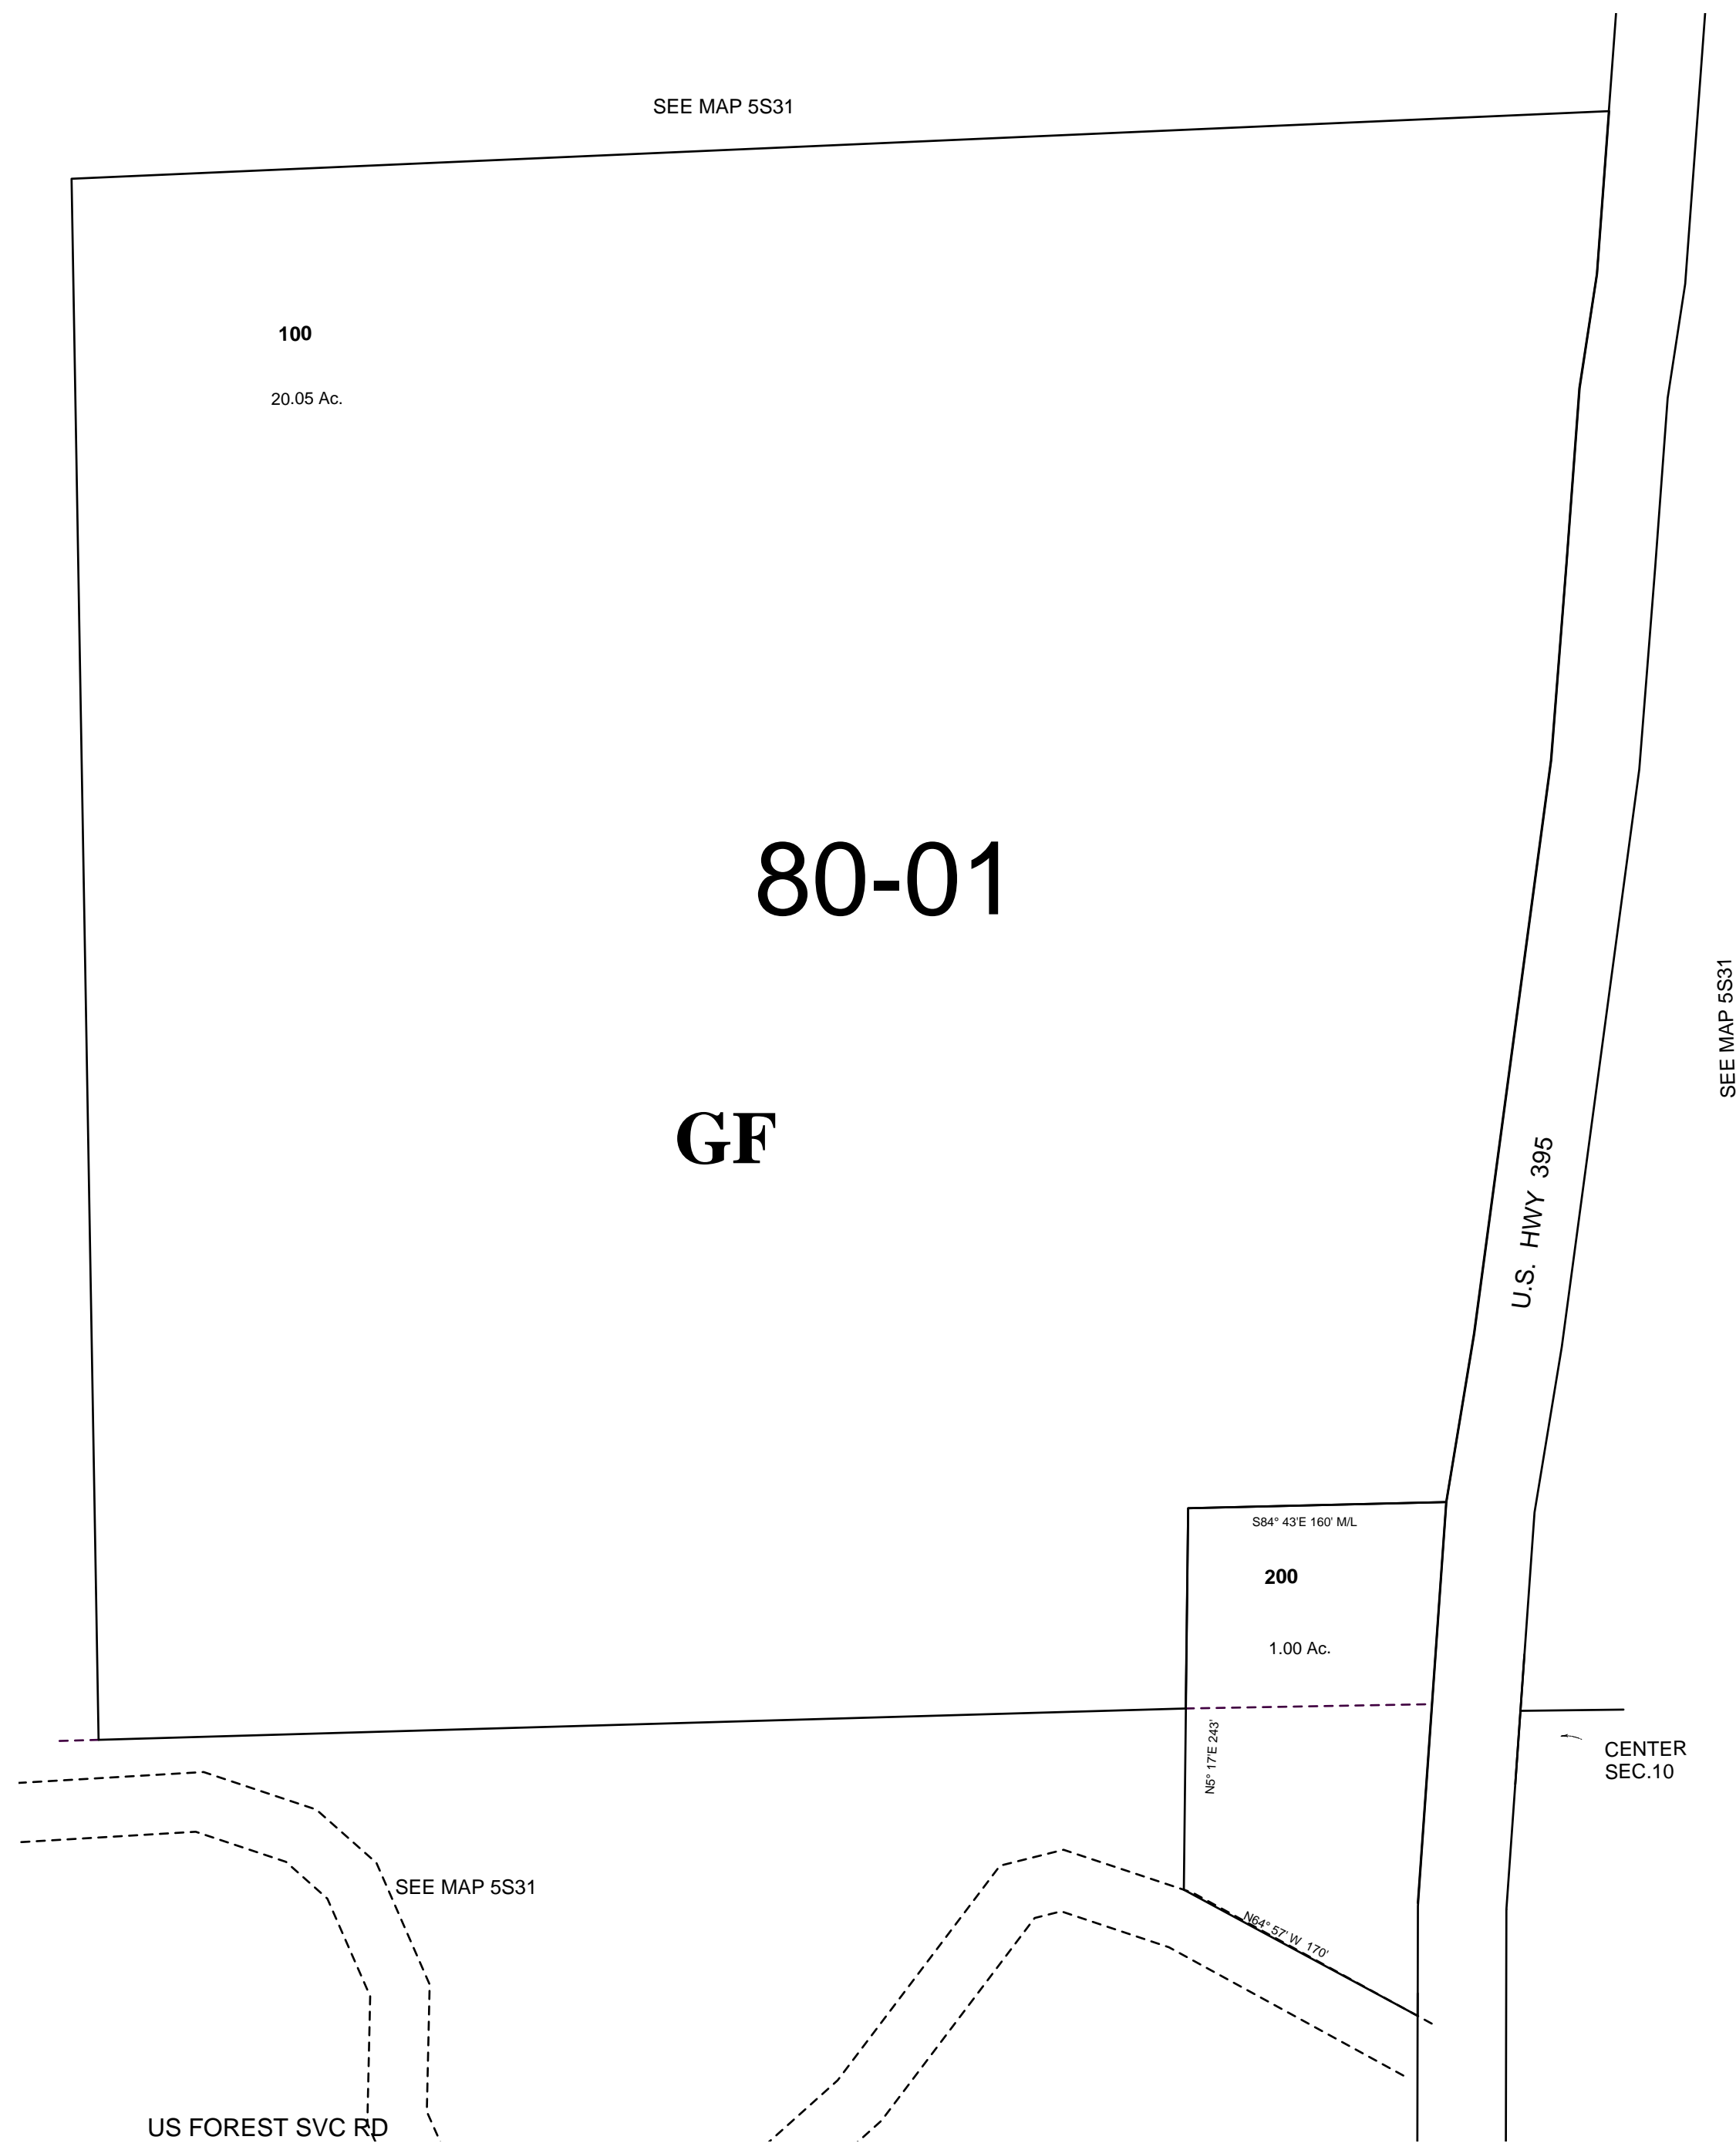 SEE MAP 5S31
100
20.05 Ac.
80-01
SEE MAP 5S31
GF
U.S. HWY 395
S84° 43'E 160' M/L
200
1.00 Ac.
N5° 17'E 243'
CENTER
SEC.10
SEE MAP 5S31
N64° 57' W 170'
US FOREST SVC RD